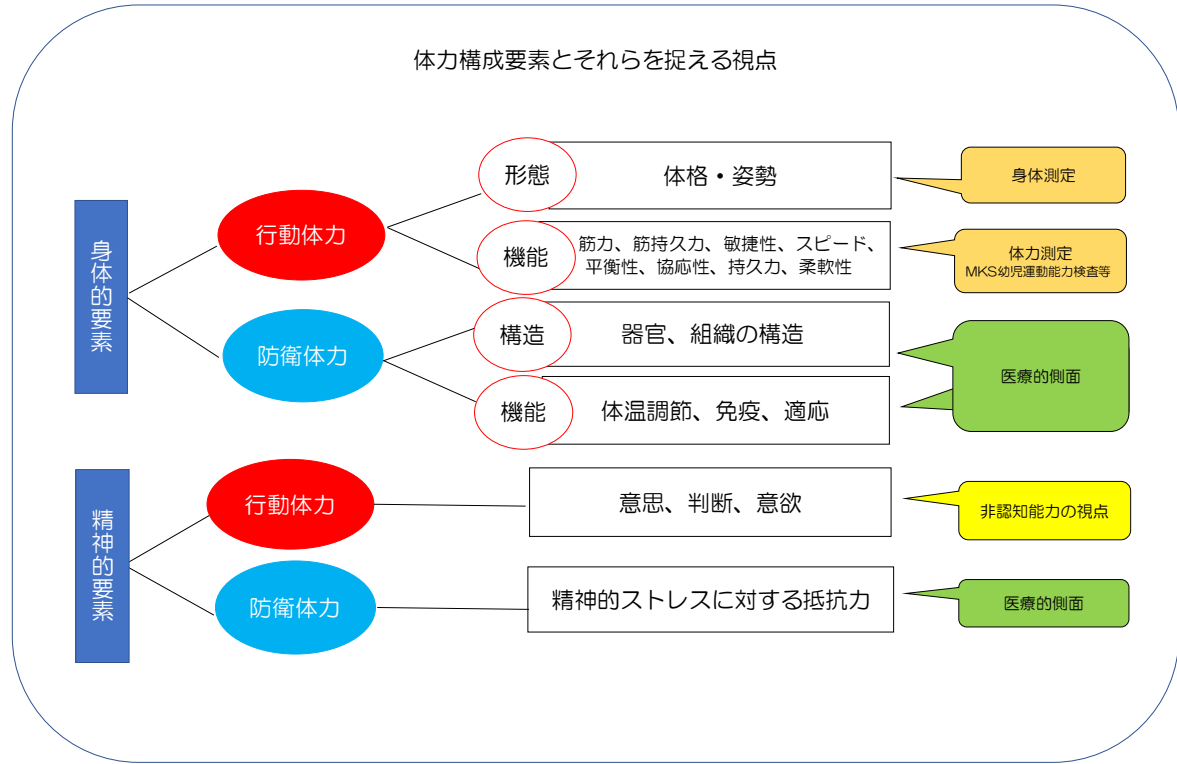 体力構成要素とそれらを捉える視点
身体的要素
行動体力
形態
体格・姿勢
身体測定
機能
筋力、筋持久力、敏捷性、スピード、
平衡性、協応性、持久力、柔軟性
体力測定
MKS幼児運動能力検査等
防衛体力
構造
器官、組織の構造
医療的側面
機能
体温調節、免疫、適応
精神的要素
行動体力
意思、判断、意欲
非認知能力の視点
防衛体力
精神的ストレスに対する抵抗力
医療的側面